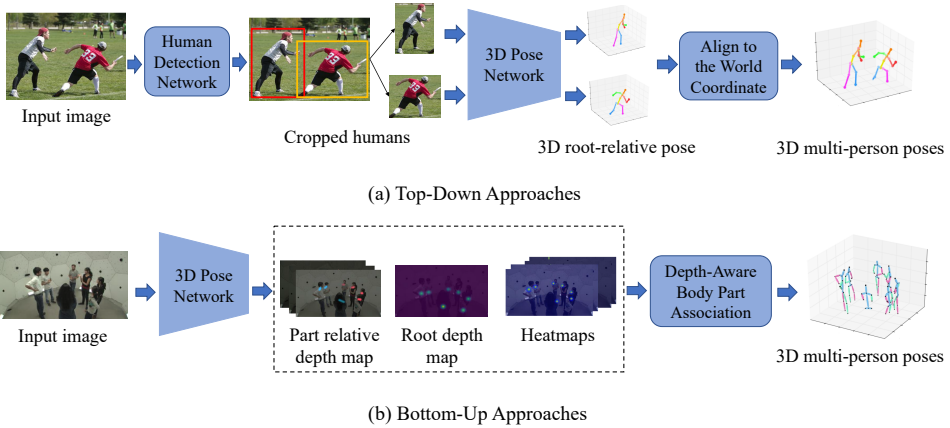 Input image
Human
Detection
Network
Cropped humans
3D Pose
Network
3D root-relative pose
Align to
the World
Coordinate
3D multi-person poses
(a) Top-Down Approaches
Input image
3D Pose
Network
Part relative
depth map
Root depth
map
Heatmaps
Depth-Aware
Body Part
Association
3D multi-person poses
(b) Bottom-Up Approaches